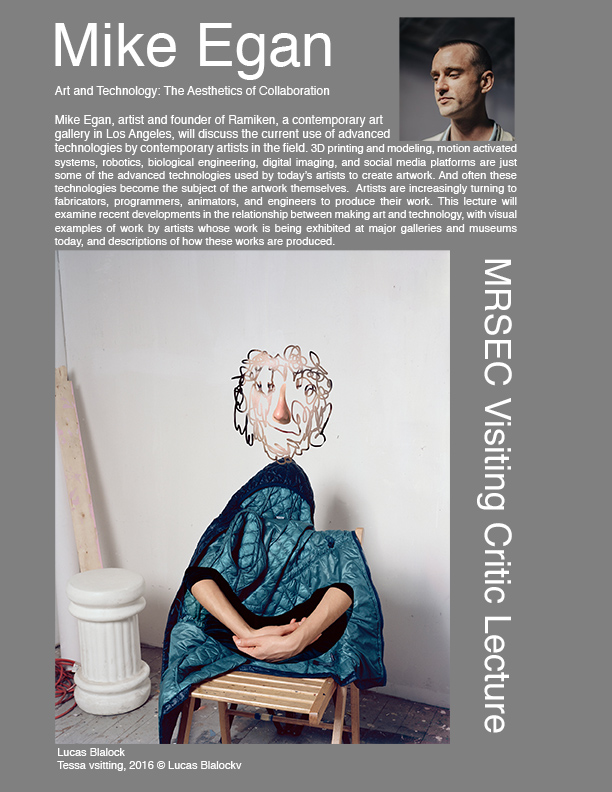 Mike Egan
Art and Technology: The Aesthetics of Collaboration
Mike Egan, artist and founder of Ramiken, a contemporary art
gallery in Los Angeles, will discuss the current use of advanced
technologies by contemporary artists in the field. 3D printing and modeling, motion activated
systems, robotics, biological engineering, digital imaging, and social media platforms are just
some of the advanced technologies used by today's artists to create artwork. And often these
technologies become the subject of the artwork themselves. Artists are increasingly turning to
fabricators, programmers, animators, and engineers to produce their work. This lecture will
examine recent developments in the relationship between making art and technology, with visual
examples of work by artists whose work is being exhibited at major galleries and museums
today, and descriptions of how these works are produced.
MRSEC Visiting Critic Lecture
Lucas Blalock
Tessa vsitting, 2016 © Lucas Blalockv